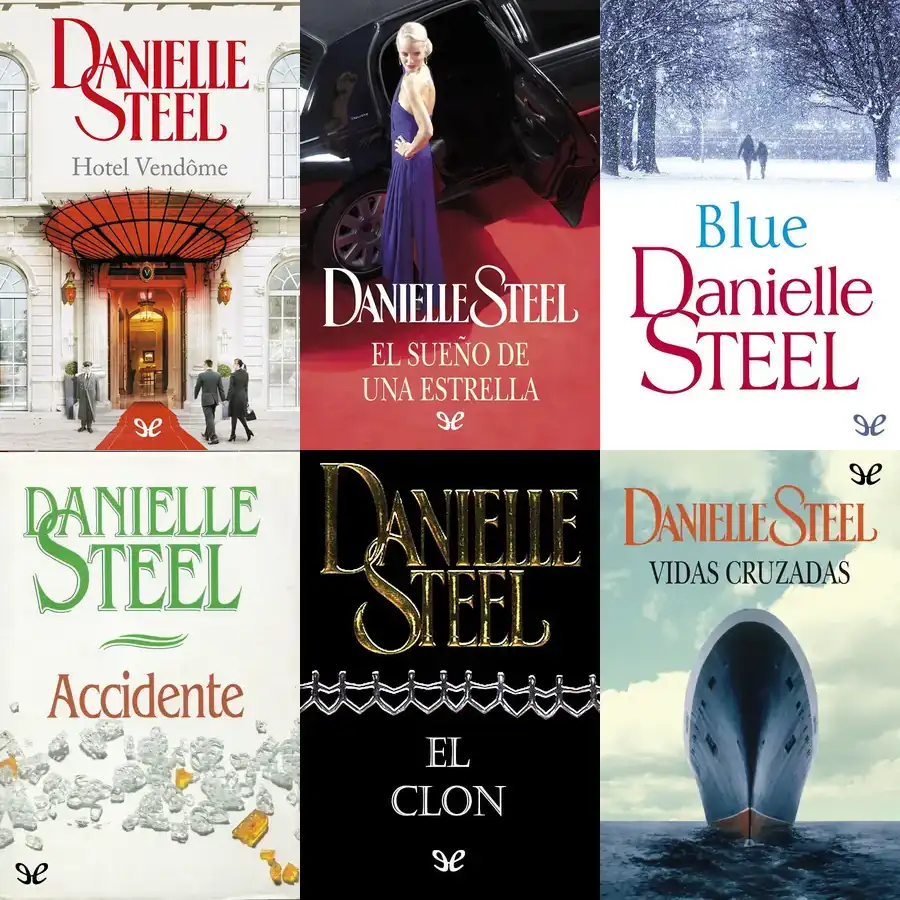 DANIELLE
STEEL
Hotel Vendôme
V
DANIELLE STEEL
EL SUEÑO DE
UNA ESTRELLA
Blue
Danielle
STEEL
DANIELLE
STEEL
Accidente
DANIELLE
STEEL
EL
CLON
DANIELLE STEEL
VIDAS CRUZADAS